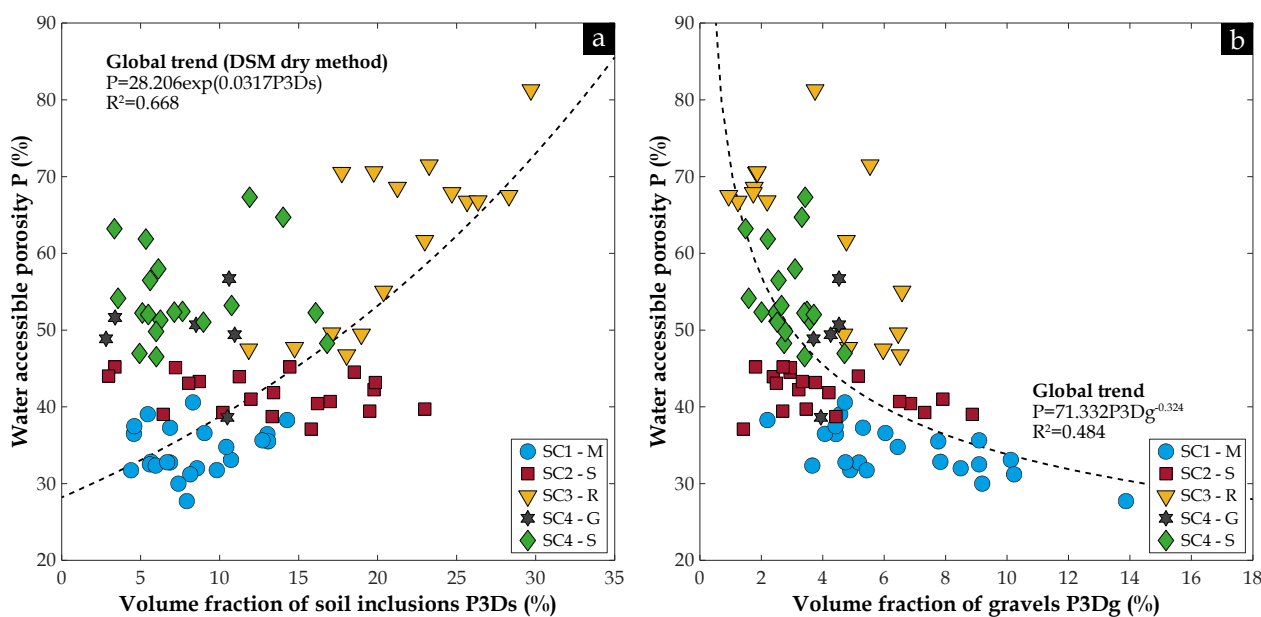 a
Global trend (DSM dry method)
P=28.206exp(0.0317P3Ds)
R²=0.668
90
80
70
60
50
40
30
20
Water accessible porosity P (%)
SC1 - M
SC2 - S
SC3 - R
SC4 - G
SC4 - S
0 5 10 15 20 25 30 35
Volume fraction of soil inclusions P3Ds (%)
b
90
80
70
60
50
40
30
20
Water accessible porosity P (%)
Global trend
P=71.332P3Dg⁻⁰·³²⁴
R²=0.484
SC1 - M
SC2 - S
SC3 - R
SC4 - G
SC4 - S
0 2 4 6 8 10 12 14 16 18
Volume fraction of gravels P3Dg (%)